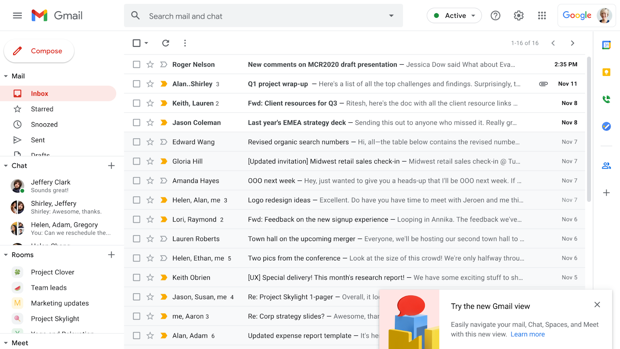 Gmail
Search mail and chat
Active
Google
Compose
1-16 of 16
Mail
Inbox
Starred
Snoozed
Sent
Drafts
Chat
Jeffery Clark
Sounds great!
Shirley, Jeffery
Shirley: Awesome, thanks.
Helen, Adam, Gregory
You: Can we reschedule the...
Rooms
Project Clover
Team leads
M Marketing updates
Project Skylight
Meet
Roger Nelson New comments on MCR2020 draft presentation — Jessica Dow said What about Eva... 2:35 PM
Alan..Shirley 3 Q1 project wrap-up — Here's a list of all the top challenges and findings. Surprisingly, t... Nov 11
Keith, Lauren 2 Fwd: Client resources for Q3 — Ritesh, here's the doc with all the client resource links ... Nov 8
Jason Coleman Last year's EMEA strategy deck — Sending this out to anyone who missed it. Really gr... Nov 8
Edward Wang Revised organic search numbers — Hi, all—the table below contains the revised numbe... Nov 7
Gloria Hill [Updated invitation] Midwest retail sales check-in — Midwest retail sales check-in @ Tu... Nov 7
Amanda Hayes OOO next week — Hey, just wanted to give you a heads-up that I'll be OOO next week. If ... Nov 7
Helen, Alan, me 3 Logo redesign ideas — Excellent. Do you have have time to meet with Jeroen and me thi... Nov 7
Lori, Raymond 2 Fwd: Feedback on the new signup experience — Looping in Annika. The feedback we've... Nov 6
Lauren Roberts Town hall on the upcoming merger — Everyone, we'll be hosting our second town hall to ... Nov 6
Helen, Ethan, me 5 Two pics from the conference — Look at the size of this crowd! We're only halfway throu... Nov 6
Keith Obrien [UX] Special delivery! This month's research report! — We have some exciting stuff to sh... Nov 5
Jason, Susan, me 4 Re: Project Skylight 1-pager — Overall, it lo
me, Aaron 3 Re: Corp strategy slides? — Awesome, than
Alan, Adam 6 Updated expense report template — It's he
Try the new Gmail view
Easily navigate your mail, Chat, Spaces, and Meet
with this new view. Learn more